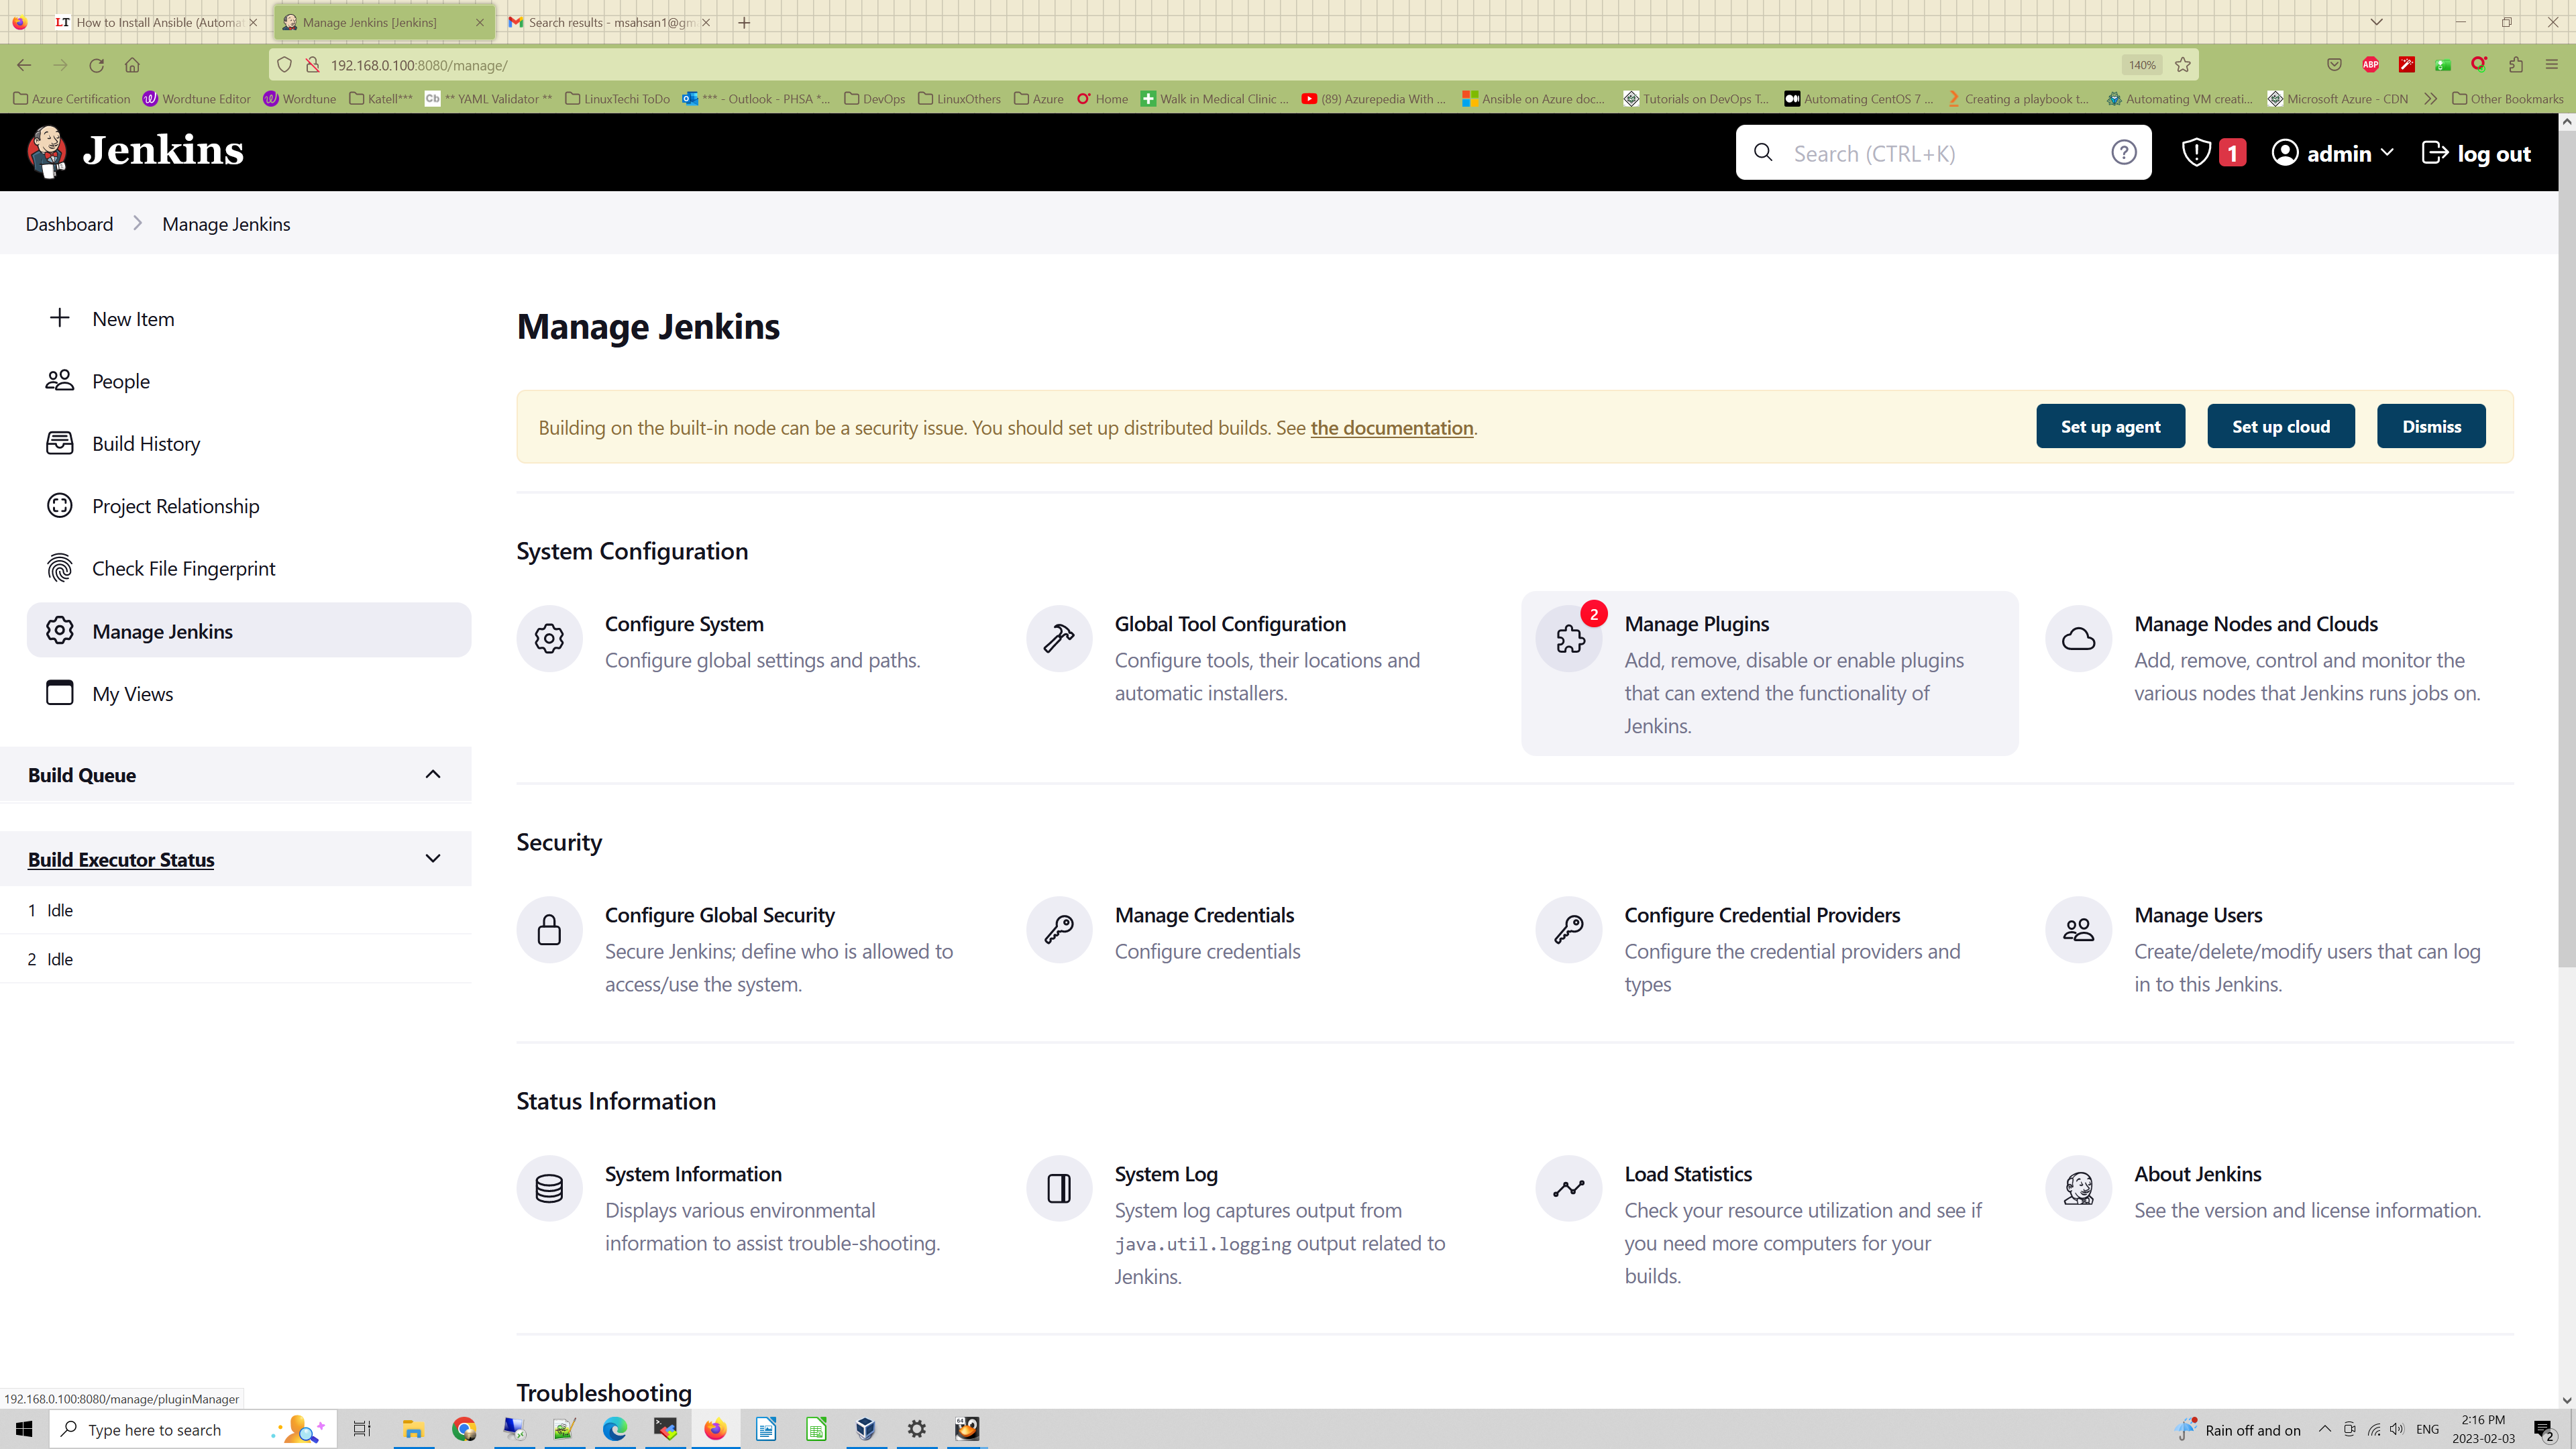 LT How to Install Ansible (Automat
Manage Jenkins [Jenkins]
Search results - msahsan1@gm
192.168.0.100:8080/manage/
140%
ABP
Azure Certification
Wordtune Editor
Wordtune
Katell***
Cb ** YAML Validator **
LinuxTechi ToDo
*** - Outlook - PHSA *...
DevOps
LinuxOthers
Azure
Home
Walk in Medical Clinic ...
(89) Azurepedia With ...
Ansible on Azure doc...
Tutorials on DevOps T...
Automating CentOS 7 ...
Creating a playbook t...
Automating VM creati...
Microsoft Azure - CDN
Other Bookmarks
Jenkins
Search (CTRL+K)
1
admin
log out
Dashboard
Manage Jenkins
New Item
People
Build History
Project Relationship
Check File Fingerprint
Manage Jenkins
My Views
Build Queue
Build Executor Status
1 Idle
2 Idle
Manage Jenkins
Building on the built-in node can be a security issue. You should set up distributed builds. See the documentation.
Set up agent
Set up cloud
Dismiss
System Configuration
Configure System
Configure global settings and paths.
Global Tool Configuration
Configure tools, their locations and
automatic installers.
2
Manage Plugins
Add, remove, disable or enable plugins
that can extend the functionality of
Jenkins.
Manage Nodes and Clouds
Add, remove, control and monitor the
various nodes that Jenkins runs jobs on.
Security
Configure Global Security
Secure Jenkins; define who is allowed to
access/use the system.
Manage Credentials
Configure credentials
Configure Credential Providers
Configure the credential providers and
types
Manage Users
Create/delete/modify users that can log
in to this Jenkins.
Status Information
System Information
Displays various environmental
information to assist trouble-shooting.
System Log
System log captures output from
java.util.logging output related to
Jenkins.
Load Statistics
Check your resource utilization and see if
you need more computers for your
builds.
About Jenkins
See the version and license information.
Troubleshooting
192.168.0.100:8080/manage/pluginManager
Type here to search
Rain off and on
ENG
2:16 PM
2023-02-03
2